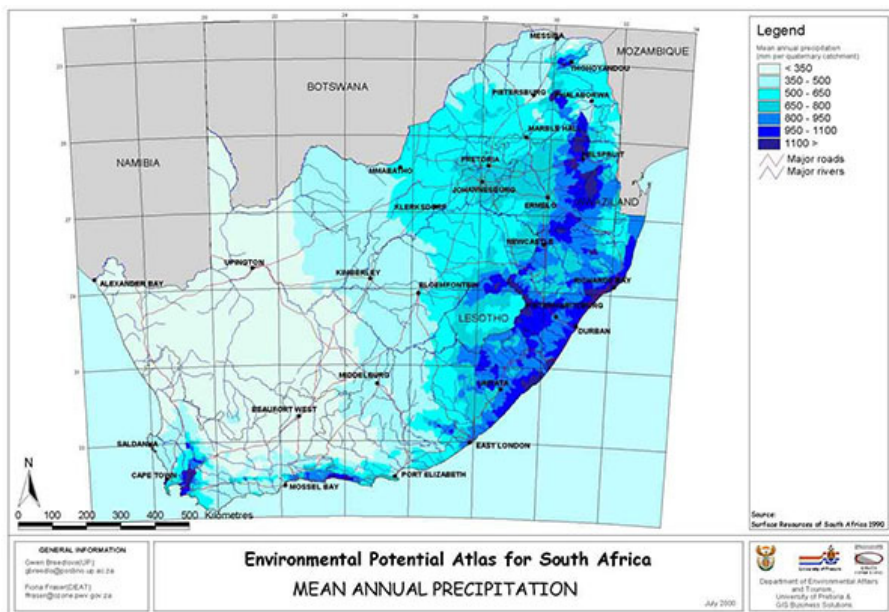 MESSINA
MOZAMBIQUE
THOHOYANDOU
BOTSWANA
PIETERSBURG
PHALABORWA
MARBLE HALL
NAMIBIA
PRETORIA
NELSPRUIT
MMABATHO
JOHANNESBURG
KLERKSDORP
ERMELO
SWAZILAND
NEWCASTLE
UPINGTON
KIMBERLEY
ALEXANDER BAY
BLOEMFONTEIN
RICHARDS BAY
LESOTHO
DURBAN
MIDDELBURG
UMTATA
BEAUFORT WEST
SALDANHA
EAST LONDON
CAPE TOWN
PORT ELIZABETH
MOSSEL BAY
N
0 100 200 300 400 500 Kilometres
Legend
Mean annual precipitation
(mm per quaternary catchment)
< 350
350 - 500
500 - 650
650 - 800
800 - 950
950 - 1100
1100 >
Major roads
Major rivers
Source:
Surface Resources of South Africa 1990
GENERAL INFORMATION
Environmental Potential Atlas for South Africa
MEAN ANNUAL PRECIPITATION
July 2000
Department of Environmental Affairs
and Tourism,
University of Pretoria &
GIS Business Solutions